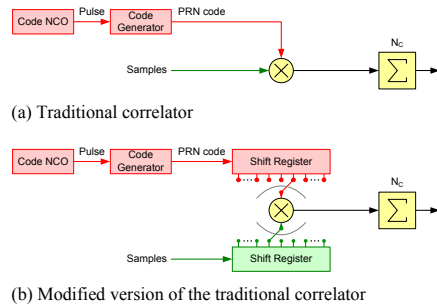 Code NCO
Pulse
Code
Generator
PRN code
Samples
N_C
Σ
(a) Traditional correlator
Code NCO
Pulse
Code
Generator
PRN code
Shift Register
N_C
Σ
Samples
Shift Register
(b) Modified version of the traditional correlator